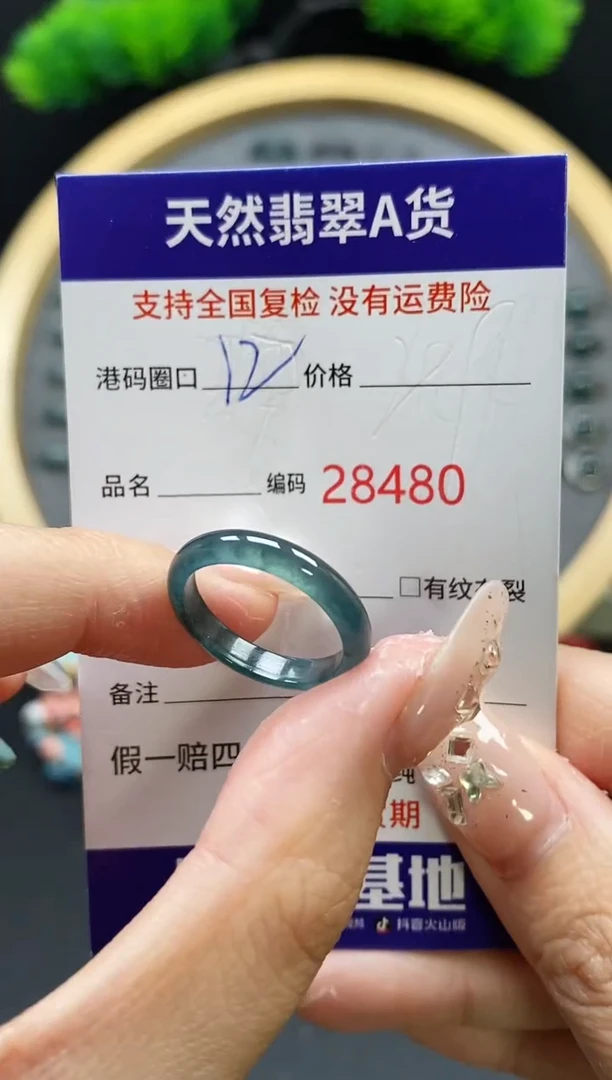 天然翡翠A货
支持全国复检 没有运费险
港码圈口 12 价格
品名 编码 28480
□有纹有裂
备注
假一赔四
期
基地
抖音火山版